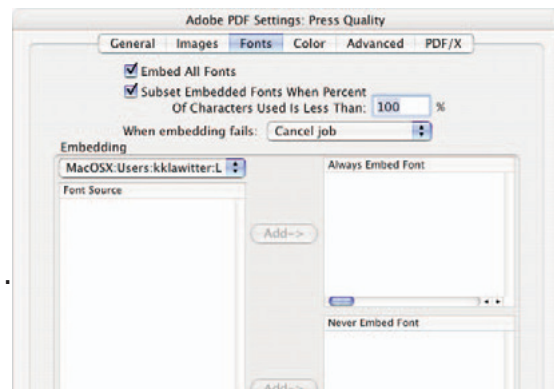 Adobe PDF Settings: Press Quality
General Images Fonts Color Advanced PDF/X
Embed All Fonts
Subset Embedded Fonts When Percent
Of Characters Used Is Less Than: 100 %
When embedding fails: Cancel job
Embedding
MacOSX:Users:kklawitter:L
Always Embed Font
Font Source
Add->
Never Embed Font
Add->